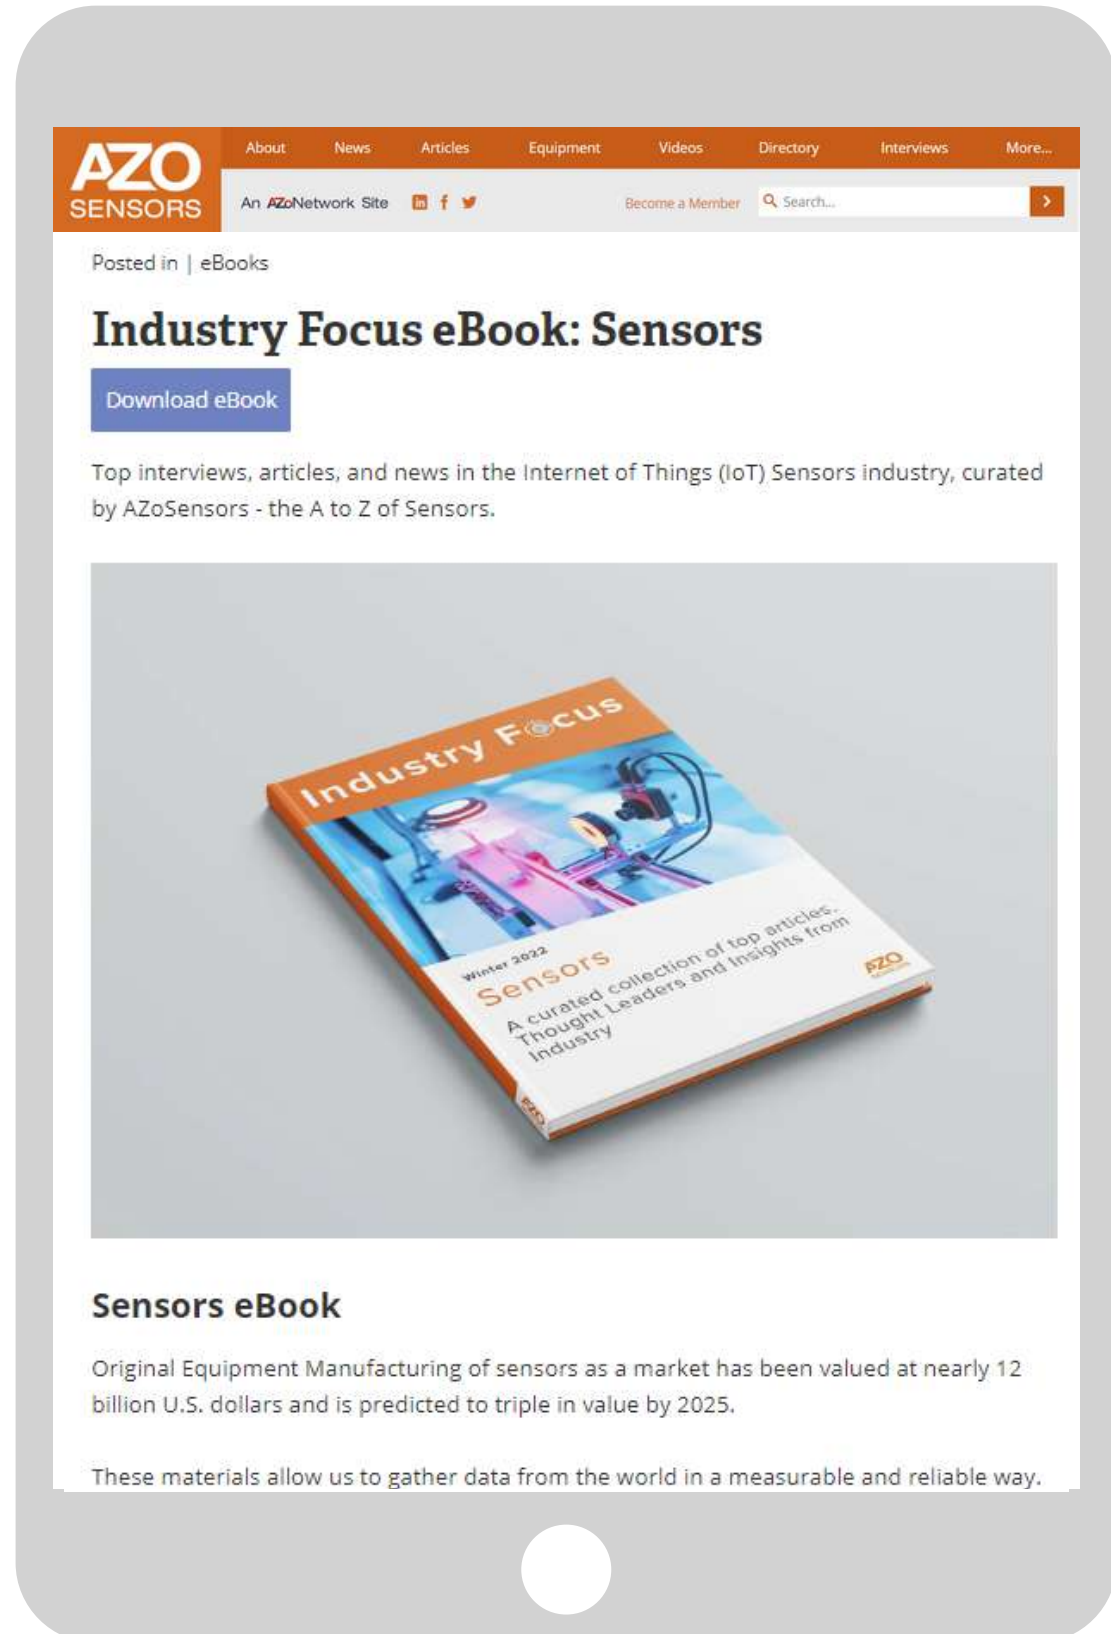 AZO
SENSORS
About News Articles Equipment Videos Directory Interviews More...
An AZoNetwork Site
Become a Member
Search...
Posted in | eBooks
Industry Focus eBook: Sensors
Download eBook
Top interviews, articles, and news in the Internet of Things (IoT) Sensors industry, curated
by AZoSensors - the A to Z of Sensors.
Industry Focus
Winter 2022
Sensors
A curated collection of top articles,
Thought Leaders and Insights from
Industry
AZO
SENSORS
AZO
Sensors eBook
Original Equipment Manufacturing of sensors as a market has been valued at nearly 12
billion U.S. dollars and is predicted to triple in value by 2025.
These materials allow us to gather data from the world in a measurable and reliable way.